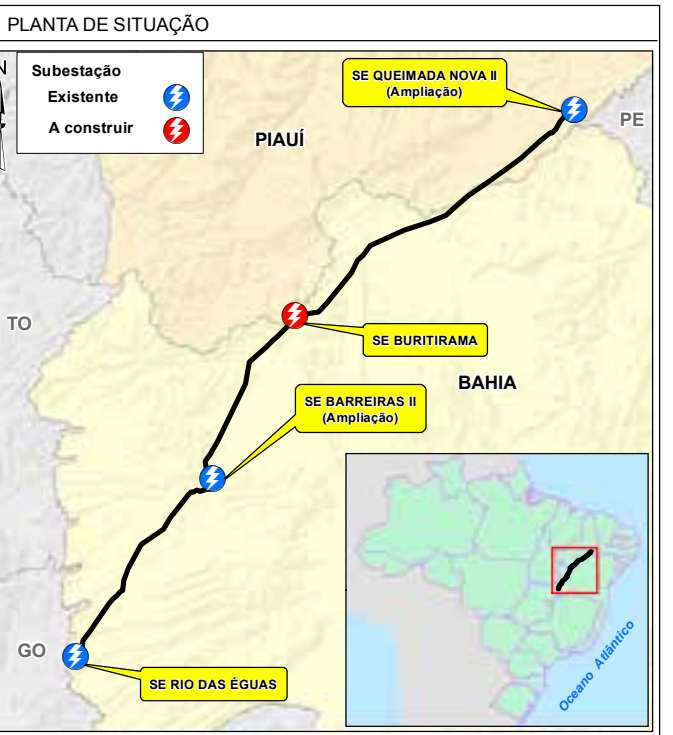 PLANTA DE SITUAÇÃO
N
Subestação
Existente
A construir
SE QUEIMADA NOVA II
(Ampliação)
PE
PIAUÍ
TO
SE BURITIRAMA
BAHIA
SE BARREIRAS II
(Ampliação)
GO
SE RIO DAS ÉGUAS
Oceano Atlântico